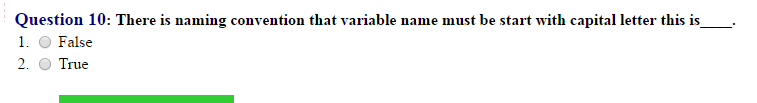 Question 10: There is naming convention that variable name must be start with capital letter this is____.
1. False
2. True